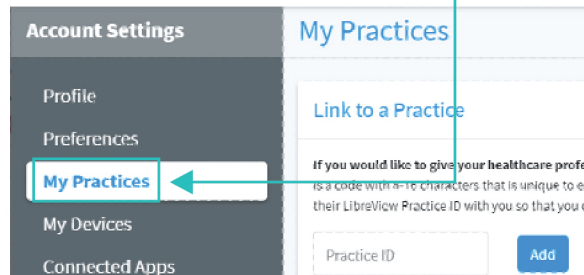 Account Settings
My Practices
Profile
Preferences
My Practices
My Devices
Connected Apps
Link to a Practice
If you would like to give your healthcare profe
is a code with 8-16 characters that is unique to e
their LibreView Practice ID with you so that you
Practice ID
Add